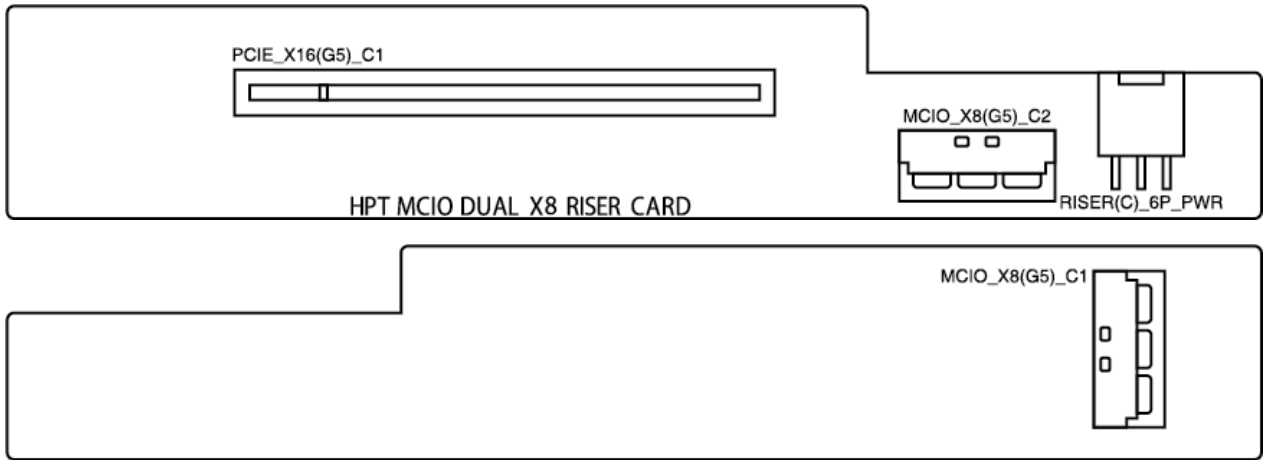 PCIE_X16(G5)_C1
MCIO_X8(G5)_C2
HPT MCIO DUAL X8 RISER CARD
RISER(C)_6P_PWR
MCIO_X8(G5)_C1